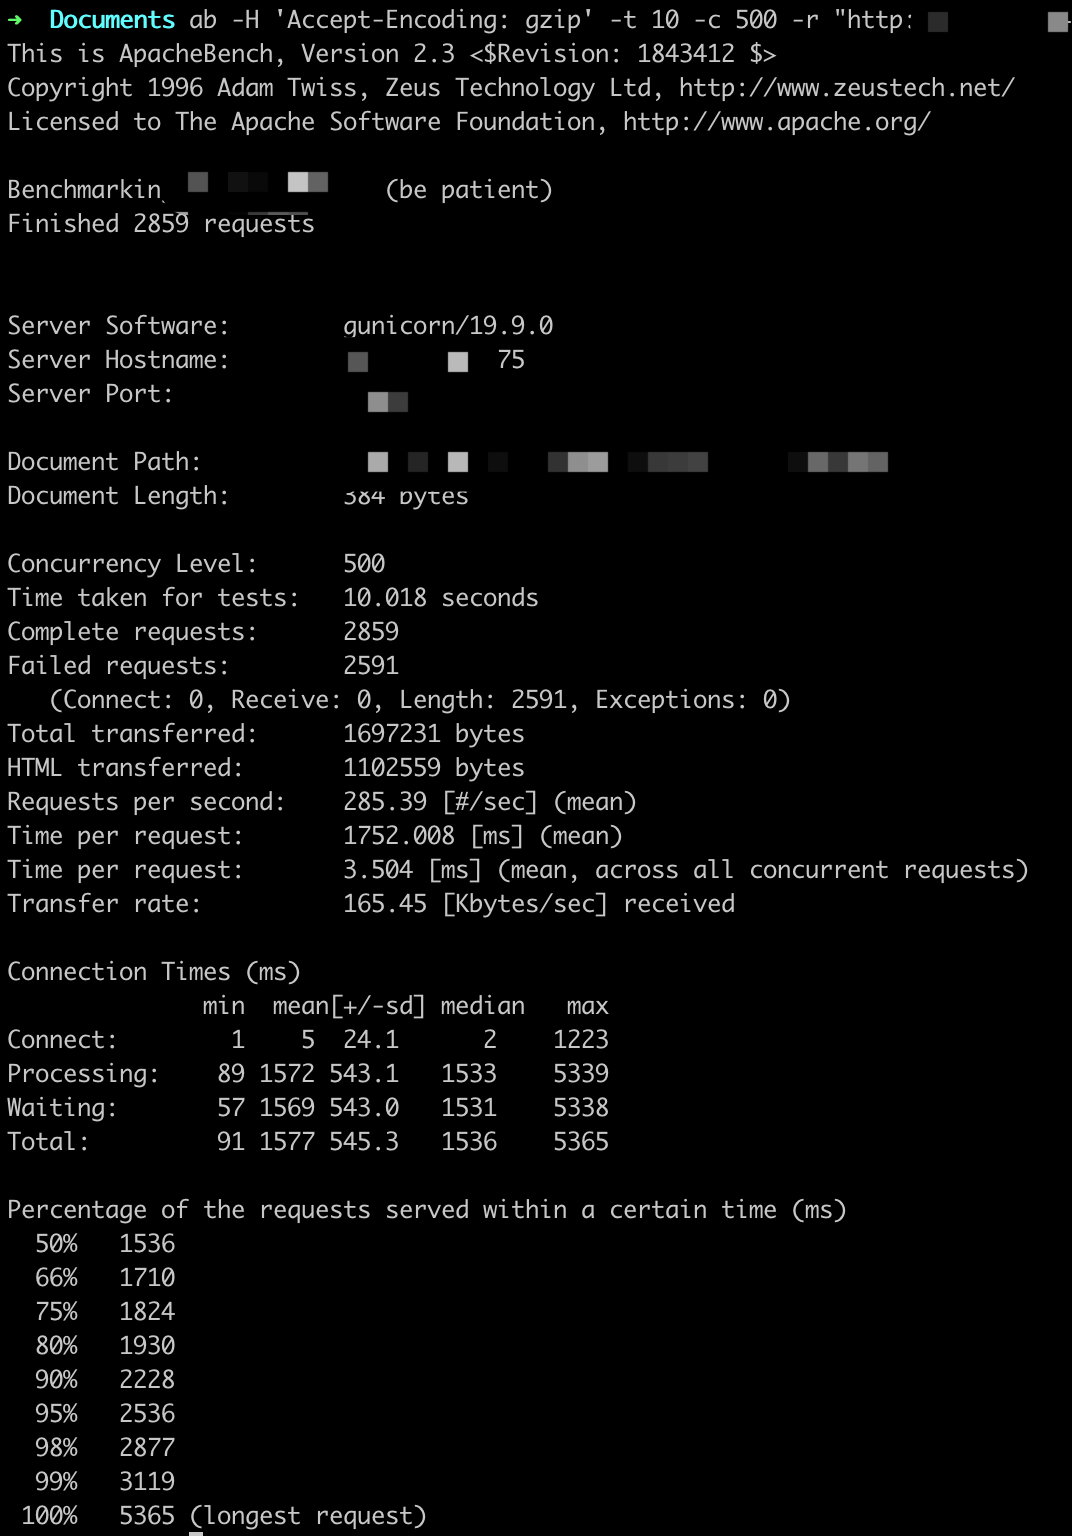 ➜  Documents ab -H 'Accept-Encoding: gzip' -t 10 -c 500 -r "http:
This is ApacheBench, Version 2.3 <$Revision: 1843412 $>
Copyright 1996 Adam Twiss, Zeus Technology Ltd, http://www.zeustech.net/
Licensed to The Apache Software Foundation, http://www.apache.org/
Benchmarkin (be patient)
Finished 2859 requests
Server Software:        gunicorn/19.9.0
Server Hostname:        75
Server Port:
Document Path:
Document Length:        384 bytes
Concurrency Level:      500
Time taken for tests:   10.018 seconds
Complete requests:      2859
Failed requests:        2591
   (Connect: 0, Receive: 0, Length: 2591, Exceptions: 0)
Total transferred:      1697231 bytes
HTML transferred:       1102559 bytes
Requests per second:    285.39 [#/sec] (mean)
Time per request:       1752.008 [ms] (mean)
Time per request:       3.504 [ms] (mean, across all concurrent requests)
Transfer rate:          165.45 [Kbytes/sec] received
Connection Times (ms)
              min  mean[+/-sd] median   max
Connect:        1    5  24.1      2    1223
Processing:    89 1572 543.1   1533    5339
Waiting:       57 1569 543.0   1531    5338
Total:         91 1577 545.3   1536    5365
Percentage of the requests served within a certain time (ms)
  50%   1536
  66%   1710
  75%   1824
  80%   1930
  90%   2228
  95%   2536
  98%   2877
  99%   3119
 100%   5365 (longest request)